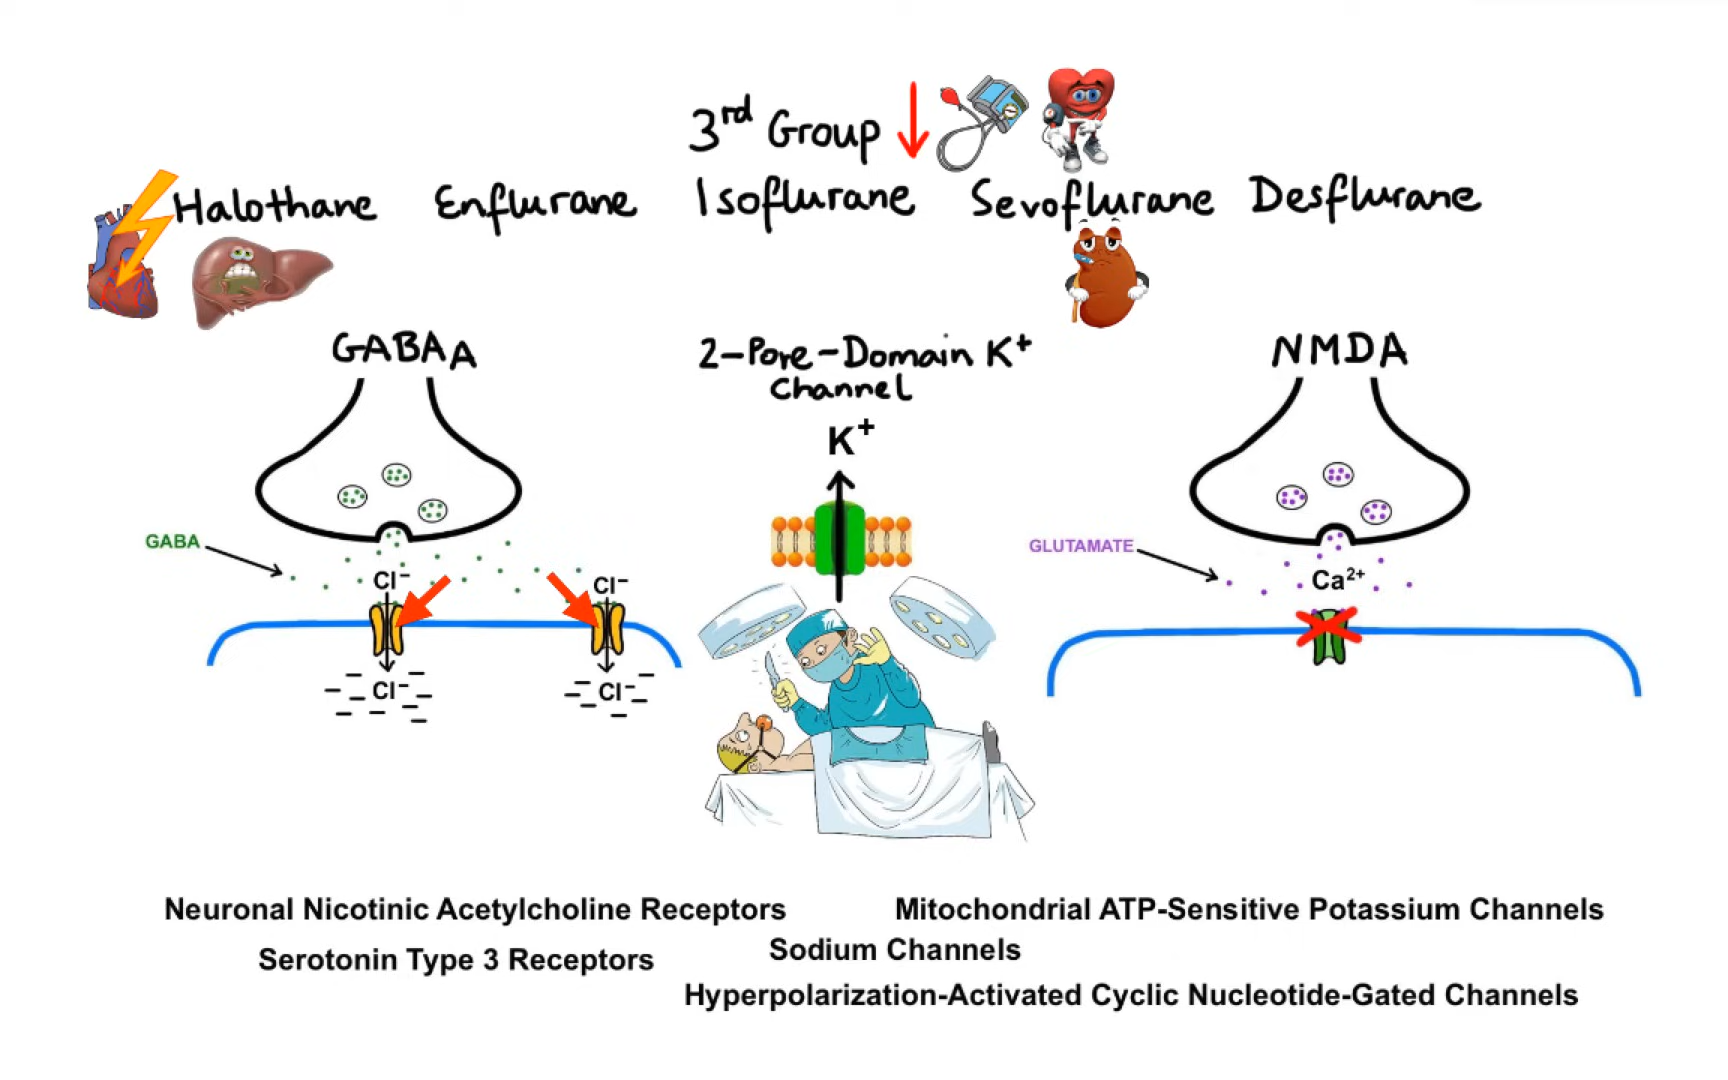 3rd Group
Halothane Enflurane Isoflurane Sevoflurane Desflurane
GABAA
2-Pore-Domain K+
Channel
NMDA
K+
GABA
Cl-
Cl-
Cl-
Cl-
GLUTAMATE
Ca2+
Neuronal Nicotinic Acetylcholine Receptors
Mitochondrial ATP-Sensitive Potassium Channels
Serotonin Type 3 Receptors
Sodium Channels
Hyperpolarization-Activated Cyclic Nucleotide-Gated Channels